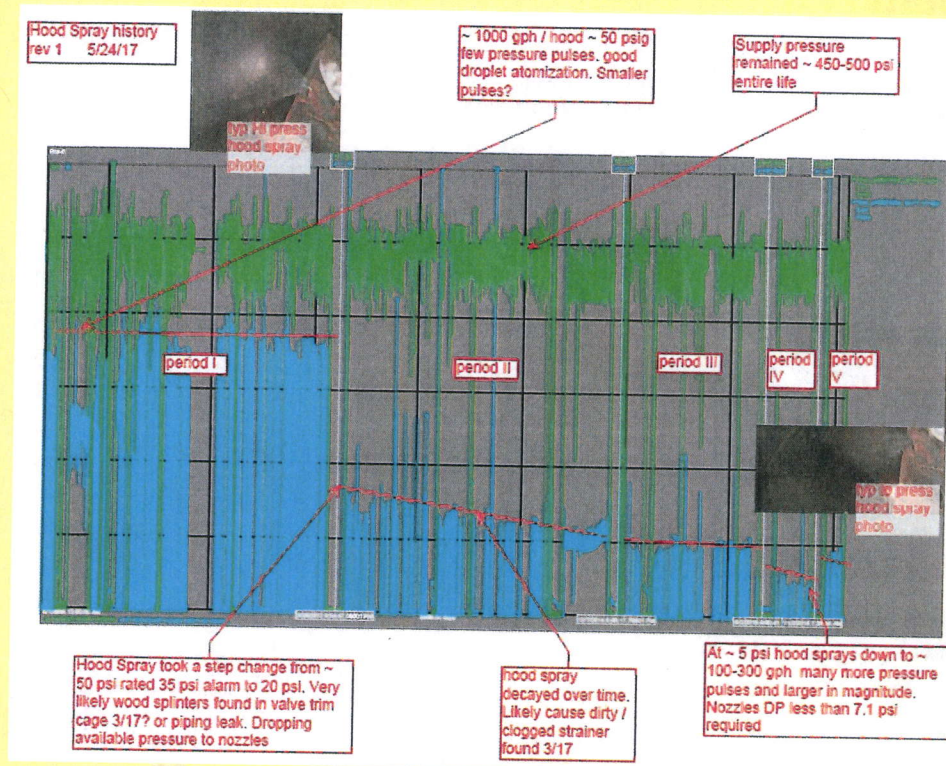 Hood Spray history
rev 1 5/24/17
~ 1000 gph / hood ~ 50 psig
few pressure pulses. good
droplet atomization. Smaller
pulses?
Supply pressure
remained ~ 450-500 psi
entire life
typ Hi press
hood spray
photo
period I
period II
period III
period
IV
period
V
typ lo press
hood spray
photo
Hood Spray took a step change from ~
50 psi rated 35 psi alarm to 20 psi. Very
likely wood splinters found in valve trim
cage 3/17? or piping leak. Dropping
available pressure to nozzles
hood spray
decayed over time.
Likely cause dirty /
clogged strainer
found 3/17
At ~ 5 psi hood sprays down to ~
100-300 gph many more pressure
pulses and larger in magnitude.
Nozzles DP less than 7.1 psi
required